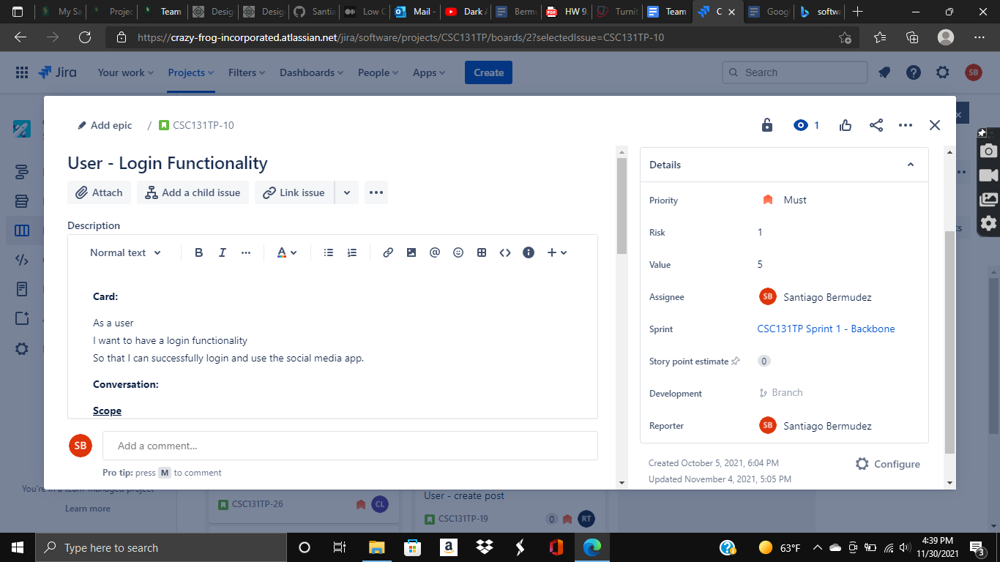 My Sa
Projec
Team
Design
Design
Santia
Low C
Mail -
Dark A
Bermu
HW 9.
Turnit
Team
C
Googl
softwa
https://crazy-frog-incorporated.atlassian.net/jira/software/projects/CSC131TP/boards/2?selectedIssue=CSC131TP-10
Jira
Your work
Projects
Filters
Dashboards
People
Apps
Create
Search
SB
Add epic / CSC131TP-10
1
User - Login Functionality
Attach
Add a child issue
Link issue
Description
Normal text
B I ... A
Card:
As a user
I want to have a login functionality
So that I can successfully login and use the social media app.
Conversation:
Scope
SB
Add a comment...
Pro tip: press M to comment
Details
Priority Must
Risk 1
Value 5
Assignee SB Santiago Bermudez
Sprint CSC131TP Sprint 1 - Backbone
Story point estimate 0
Development Branch
Reporter SB Santiago Bermudez
Created October 5, 2021, 6:04 PM
Updated November 4, 2021, 5:05 PM
Configure
You're in a team-managed project
Learn more
CSC131TP-26 CL
User - create post
CSC131TP-19 0 RT
Type here to search
63°F
4:39 PM
11/30/2021
3